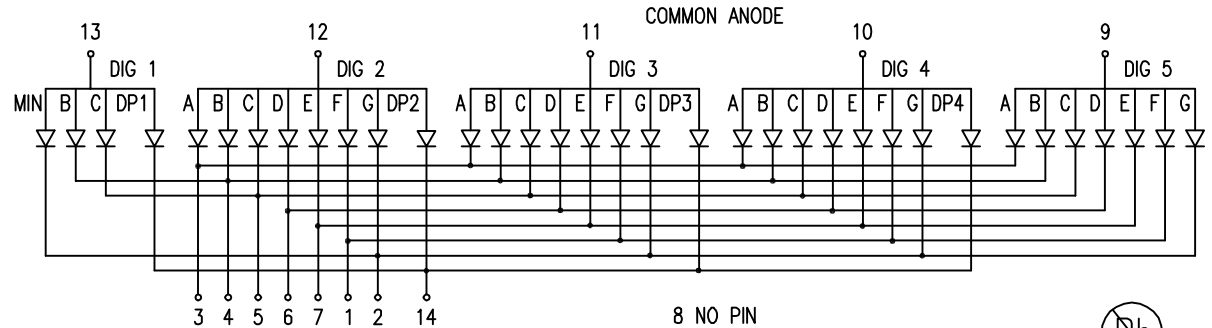 COMMON ANODE
13 12 11 10 9
DIG 1 DIG 2 DIG 3 DIG 4 DIG 5
MIN B C DP1 A B C D E F G DP2 A B C D E F G DP3 A B C D E F G DP4 A B C D E F G
3 4 5 6 7 1 2 14
8 NO PIN